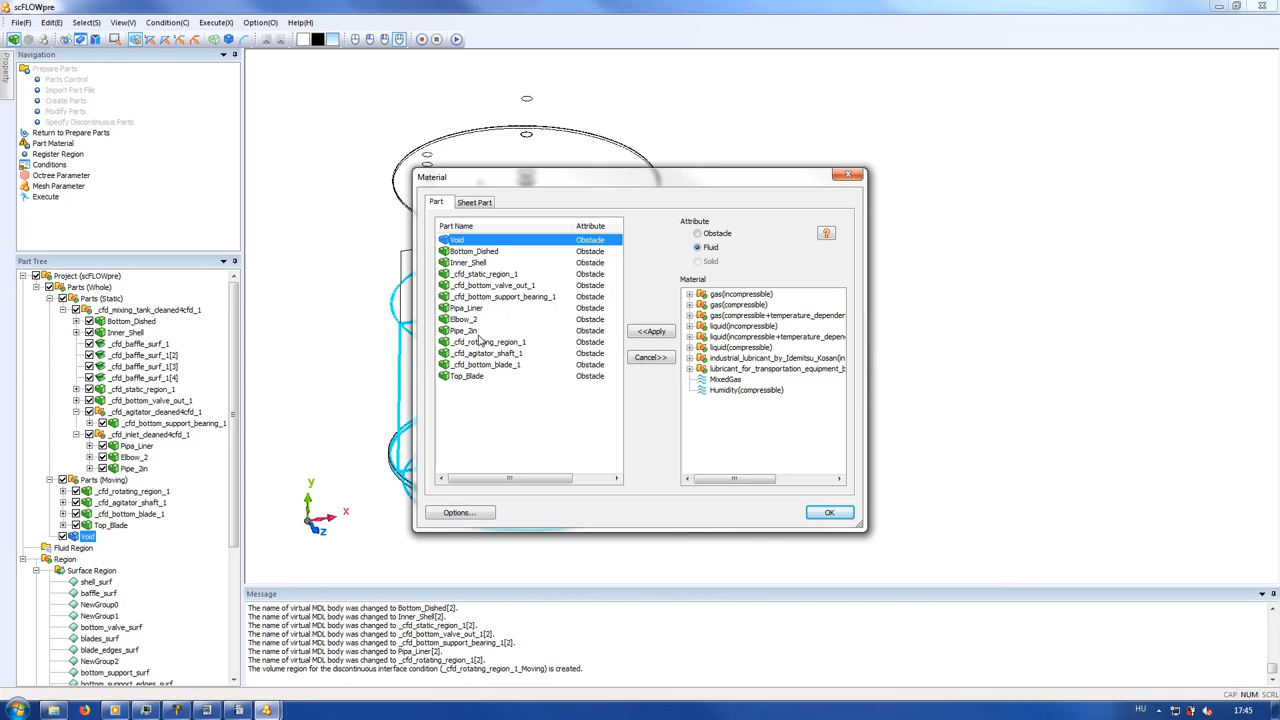 scFLOWpre
File(F) Edit(E) Select(S) View(V) Condition(C) Execute(X) Option(O) Help(H)
Property
Navigation
Prepare Parts
Parts Control
Import Part File
Create Parts
Modify Parts
Specify Discontinuous Parts
Return to Prepare Parts
Part Material
Register Region
Conditions
Octree Parameter
Mesh Parameter
Execute
Part Tree
Project (scFLOWpre)
Parts (Whole)
Parts (Static)
_cfd_mixing_tank_cleaned4cfd_1
Bottom_Dished
Inner_Shell
_cfd_baffle_surf_1
_cfd_baffle_surf_1[2]
_cfd_baffle_surf_1[3]
_cfd_baffle_surf_1[4]
_cfd_static_region_1
_cfd_bottom_valve_out_1
_cfd_agitator_cleaned4cfd_1
_cfd_bottom_support_bearing_1
_cfd_inlet_cleaned4cfd_1
Pipa_Liner
Elbow_2
Pipe_2in
Parts (Moving)
_cfd_rotating_region_1
_cfd_agitator_shaft_1
_cfd_bottom_blade_1
Top_Blade
Void
Fluid Region
Region
Surface Region
shell_surf
baffle_surf
NewGroup0
NewGroup1
bottom_valve_surf
blades_surf
blade_edges_surf
NewGroup2
bottom_support_surf
bottom_support_edges_surf
y
x
z
Material
Part
Sheet Part
Part Name Attribute
Void Obstacle
Bottom_Dished Obstacle
Inner_Shell Obstacle
_cfd_static_region_1 Obstacle
_cfd_bottom_valve_out_1 Obstacle
_cfd_bottom_support_bearing_1 Obstacle
Pipa_Liner Obstacle
Elbow_2 Obstacle
Pipe_2in Obstacle
_cfd_rotating_region_1 Obstacle
_cfd_agitator_shaft_1 Obstacle
_cfd_bottom_blade_1 Obstacle
Top_Blade Obstacle
<<Apply
Cancel>>
Attribute
Obstacle
Fluid
Solid
Material
gas(incompressible)
gas(compressible)
gas(compressible+temperature_depender
liquid(incompressible)
liquid(incompressible+temperature_depen
liquid(compressible)
industrial_lubricant_by_Idemitsu_Kosan(in
lubricant_for_transportation_equipment_b
MixedGas
Humidity(compressible)
Options...
OK
Message
The name of virtual MDL body was changed to Bottom_Dished[2].
The name of virtual MDL body was changed to Inner_Shell[2].
The name of virtual MDL body was changed to _cfd_static_region_1[2].
The name of virtual MDL body was changed to _cfd_bottom_valve_out_1[2].
The name of virtual MDL body was changed to _cfd_bottom_support_bearing_1[2].
The name of virtual MDL body was changed to Pipa_Liner[2].
The name of virtual MDL body was changed to _cfd_rotating_region_1[2].
The volume region for the discontinuous interface condition (_cfd_rotating_region_1_Moving) is created.
CAP NUM SCRL
HU 17:45